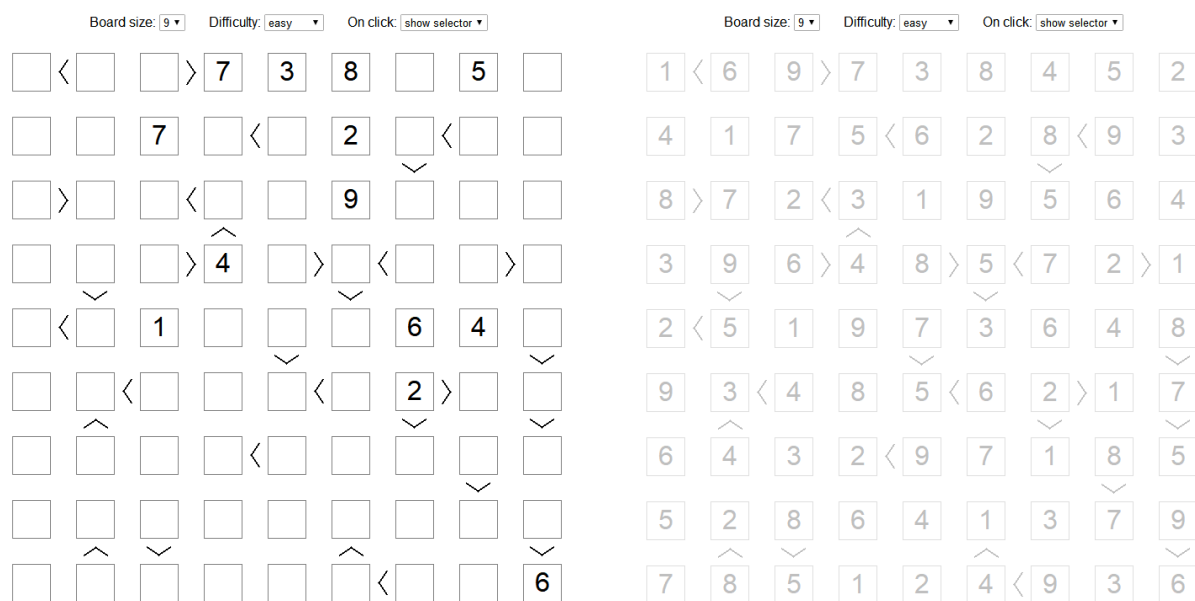 Board size: 9 Difficulty: easy On click: show selector Board size: 9 Difficulty: easy On click: show selector
< > 7 3 8 5 1 < 6 9 > 7 3 8 4 5 2
7 < 2 < 4 1 7 5 < 6 2 8 < 9 3
> < 9 8 > 7 2 < 3 1 9 5 6 4
> 4 > < > 3 9 6 > 4 8 > 5 < 7 2 > 1
< 1 6 4 2 < 5 1 9 7 3 6 4 8
< < 2 > 9 3 < 4 8 5 < 6 2 > 1 7
< 6 4 3 2 < 9 7 1 8 5
5 2 8 6 4 1 3 7 9
< 6 7 8 5 1 2 4 < 9 3 6